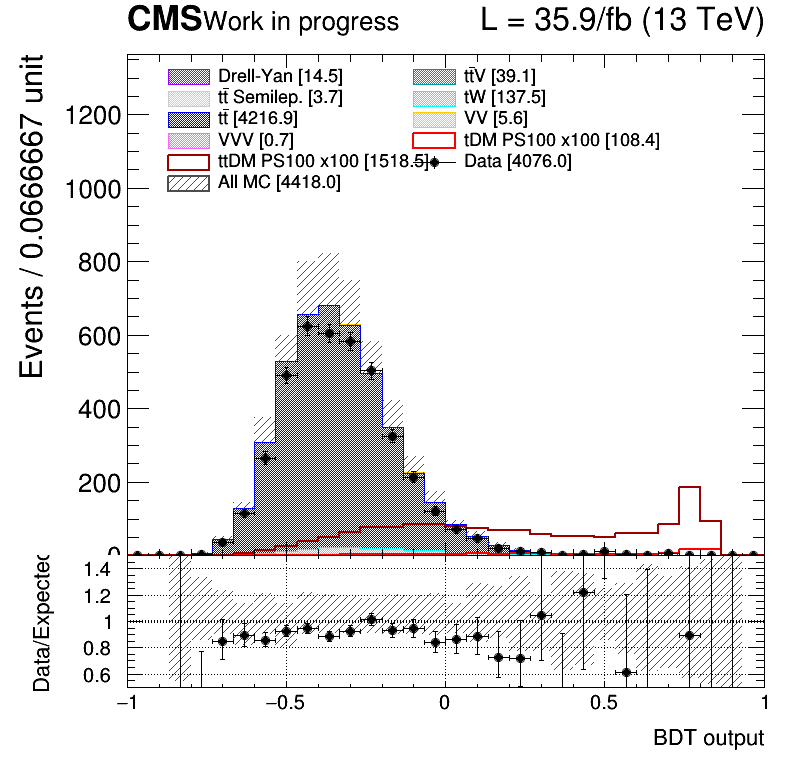 CMS Work in progress L = 35.9/fb (13 TeV)
Events / 0.0666667 unit
Drell-Yan [14.5] tt̄V [39.1]
tt̄ Semilep. [3.7] tW [137.5]
tt̄ [4216.9] VV [5.6]
VVV [0.7] tDM PS100 x100 [108.4]
ttDM PS100 x100 [1518.5] Data [4076.0]
All MC [4418.0]
1200
1000
800
600
400
200
0
Data/Expected
1.4
1.2
1
0.8
0.6
−1 −0.5 0 0.5 1
BDT output